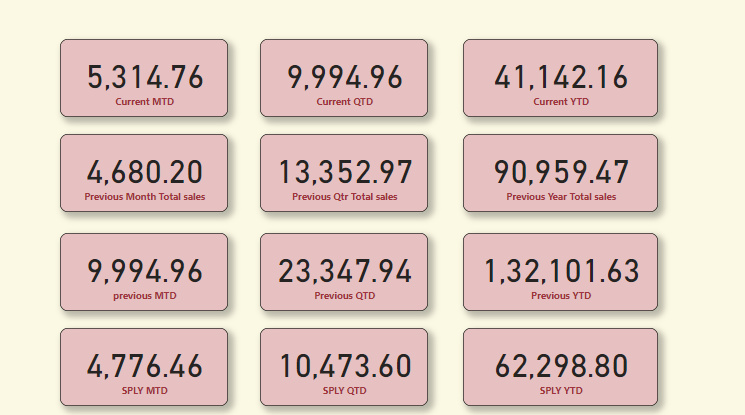 5,314.76
Current MTD
9,994.96
Current QTD
41,142.16
Current YTD
4,680.20
Previous Month Total sales
13,352.97
Previous Qtr Total sales
90,959.47
Previous Year Total sales
9,994.96
previous MTD
23,347.94
Previous QTD
1,32,101.63
Previous YTD
4,776.46
SPLY MTD
10,473.60
SPLY QTD
62,298.80
SPLY YTD